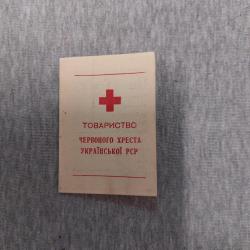 ТОВАРИСТВО
ЧЕРВОНОГО ХРЕСТА
УКРАЇНСЬКОЇ РСР